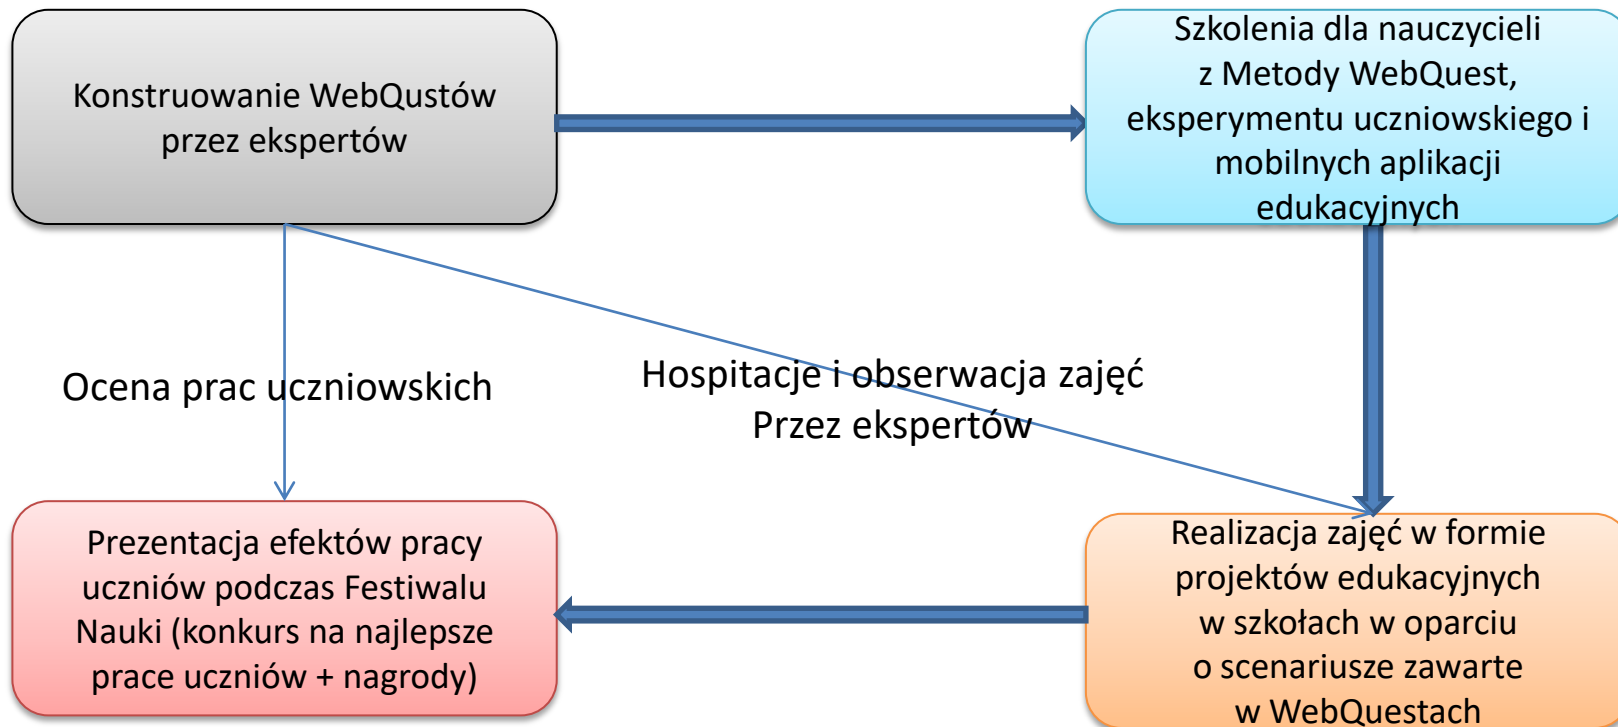 Konstruowanie WebQustów
przez ekspertów
Szkolenia dla nauczycieli
z Metody WebQuest,
eksperymentu uczniowskiego i
mobilnych aplikacji
edukacyjnych
Ocena prac uczniowskich
Hospitacje i obserwacja zajęć
Przez ekspertów
Prezentacja efektów pracy
uczniów podczas Festiwalu
Nauki (konkurs na najlepsze
prace uczniów + nagrody)
Realizacja zajęć w formie
projektów edukacyjnych
w szkołach w oparciu
o scenariusze zawarte
w WebQuestach